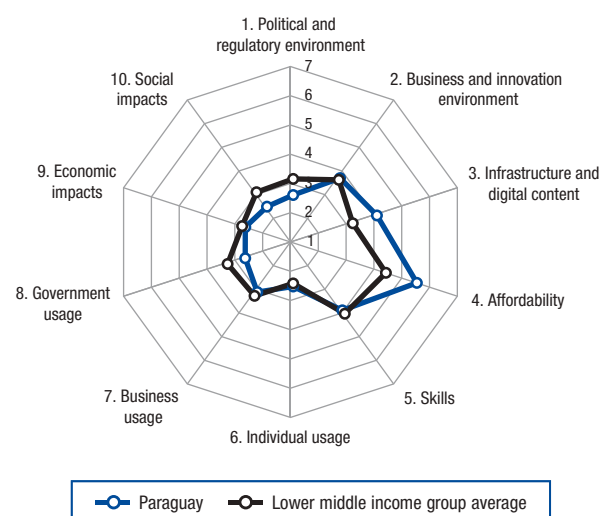 1. Political and
regulatory environment
7
6
5
4
3
2
1
2. Business and innovation
environment
3. Infrastructure and
digital content
4. Affordability
5. Skills
6. Individual usage
7. Business
usage
8. Government
usage
9. Economic
impacts
10. Social
impacts
Paraguay
Lower middle income group average